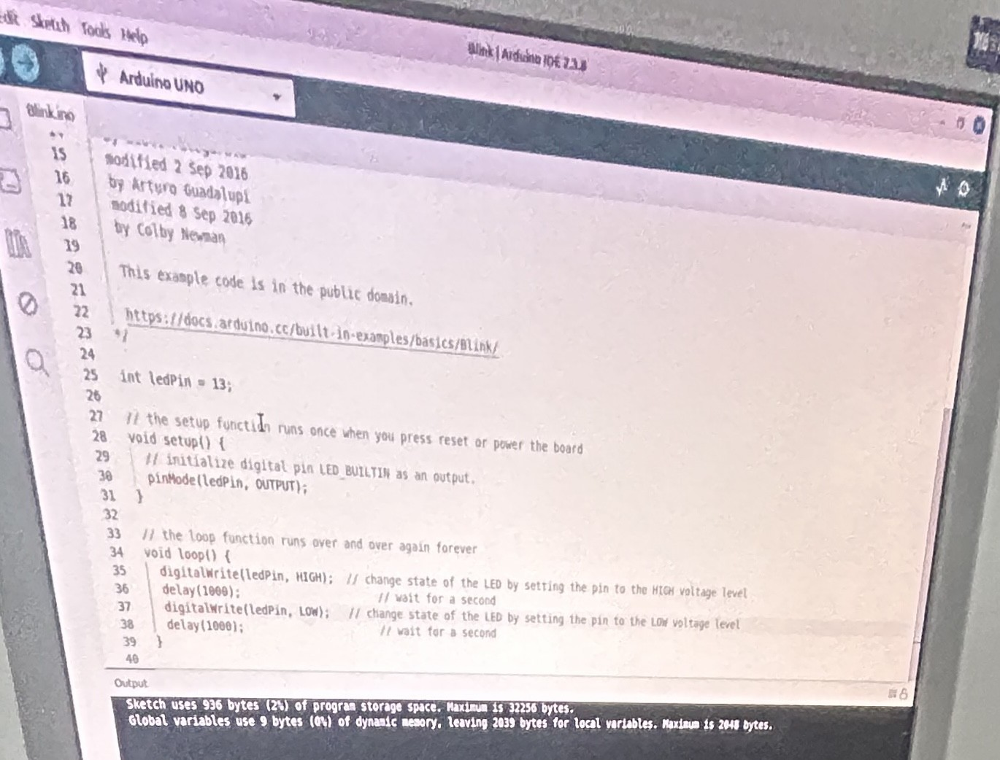 Sketch Tools Help
Blink | Arduino IDE 2.3.8
Arduino UNO
Blink.ino
15 modified 2 Sep 2016
16 by Arturo Guadalupi
17 modified 8 Sep 2016
18 by Colby Newman
19
20 This example code is in the public domain.
21
22 https://docs.arduino.cc/built-in-examples/basics/Blink/
23 */
24
25 int ledPin = 13;
26
27 // the setup function runs once when you press reset or power the board
28 void setup() {
29 // initialize digital pin LED_BUILTIN as an output.
30 pinMode(ledPin, OUTPUT);
31 }
32
33 // the loop function runs over and over again forever
34 void loop() {
35 digitalWrite(ledPin, HIGH); // change state of the LED by setting the pin to the HIGH voltage level
36 delay(1000); // wait for a second
37 digitalWrite(ledPin, LOW); // change state of the LED by setting the pin to the LOW voltage level
38 delay(1000); // wait for a second
39 }
40
Output
Sketch uses 936 bytes (2%) of program storage space. Maximum is 32256 bytes.
Global variables use 9 bytes (0%) of dynamic memory, leaving 2039 bytes for local variables. Maximum is 2048 bytes.